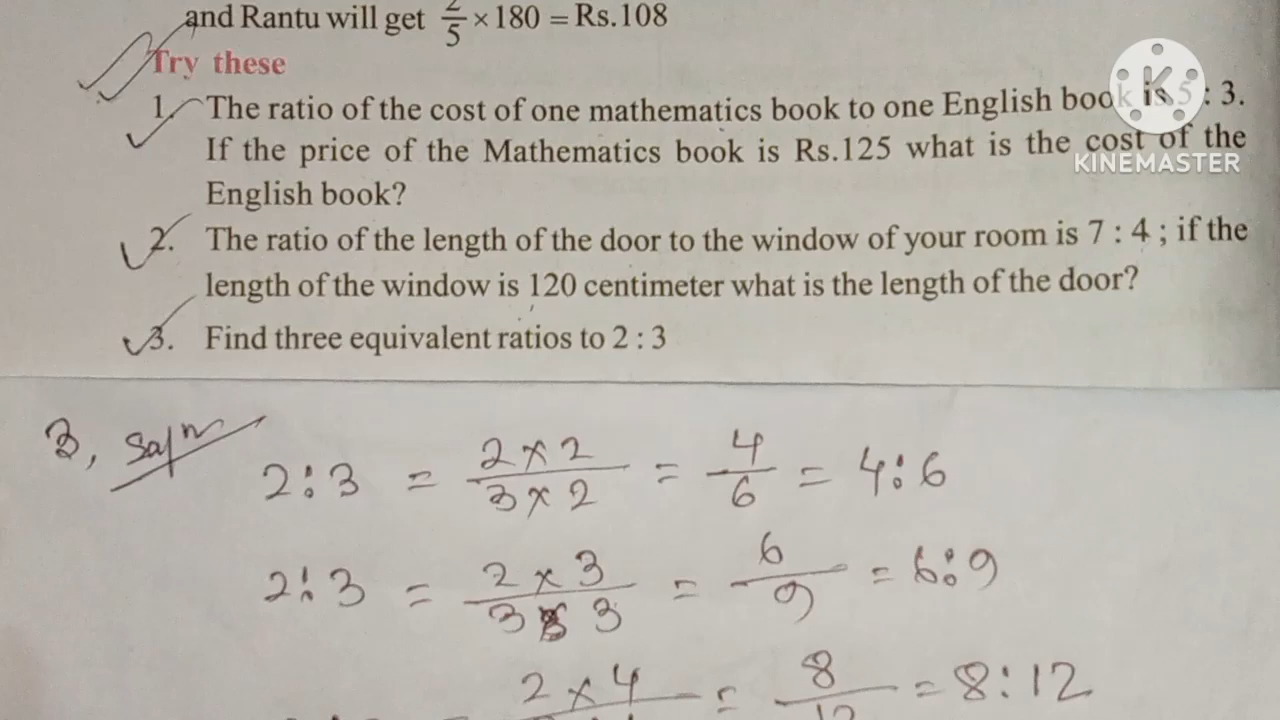 and Rantu will get 2/5 × 180 = Rs.108
Try these
1. The ratio of the cost of one mathematics book to one English book is 5 : 3.
If the price of the Mathematics book is Rs.125 what is the cost of the
English book?
2. The ratio of the length of the door to the window of your room is 7 : 4 ; if the
length of the window is 120 centimeter what is the length of the door?
3. Find three equivalent ratios to 2 : 3
KINEMASTER
3, Soln
2:3 = 2 × 2 / 3 × 2 = 4/6 = 4:6
2:3 = 2 × 3 / 3 × 3 = 6/9 = 6:9
2 × 4 = 8/12 = 8:12